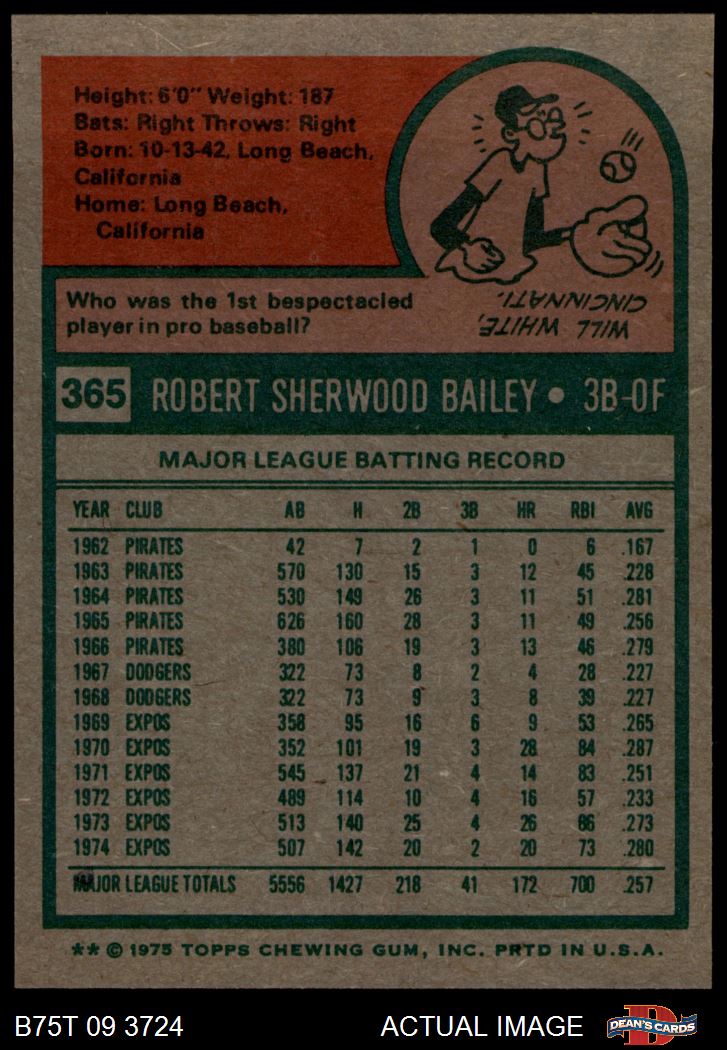 Height: 6'0" Weight: 187
Bats: Right Throws: Right
Born: 10-13-42, Long Beach,
California
Home: Long Beach,
California
Who was the 1st bespectacled
player in pro baseball?
WILL WHITE,
CINCINNATI.
365 ROBERT SHERWOOD BAILEY • 3B-OF
MAJOR LEAGUE BATTING RECORD
YEAR CLUB AB H 2B 3B HR RBI AVG
1962 PIRATES 42 7 2 1 0 6 .167
1963 PIRATES 570 130 15 3 12 45 .228
1964 PIRATES 530 149 26 3 11 51 .281
1965 PIRATES 626 160 28 3 11 49 .256
1966 PIRATES 380 106 19 3 13 46 .279
1967 DODGERS 322 73 8 2 4 28 .227
1968 DODGERS 322 73 9 3 8 39 .227
1969 EXPOS 358 95 16 6 9 53 .265
1970 EXPOS 352 101 19 3 28 84 .287
1971 EXPOS 545 137 21 4 14 83 .251
1972 EXPOS 489 114 10 4 16 57 .233
1973 EXPOS 513 140 25 4 26 86 .273
1974 EXPOS 507 142 20 2 20 73 .280
MAJOR LEAGUE TOTALS 5556 1427 218 41 172 700 .257
** © 1975 TOPPS CHEWING GUM, INC. PRTD IN U.S.A.
B75T 09 3724 ACTUAL IMAGE D DEAN'S CARDS